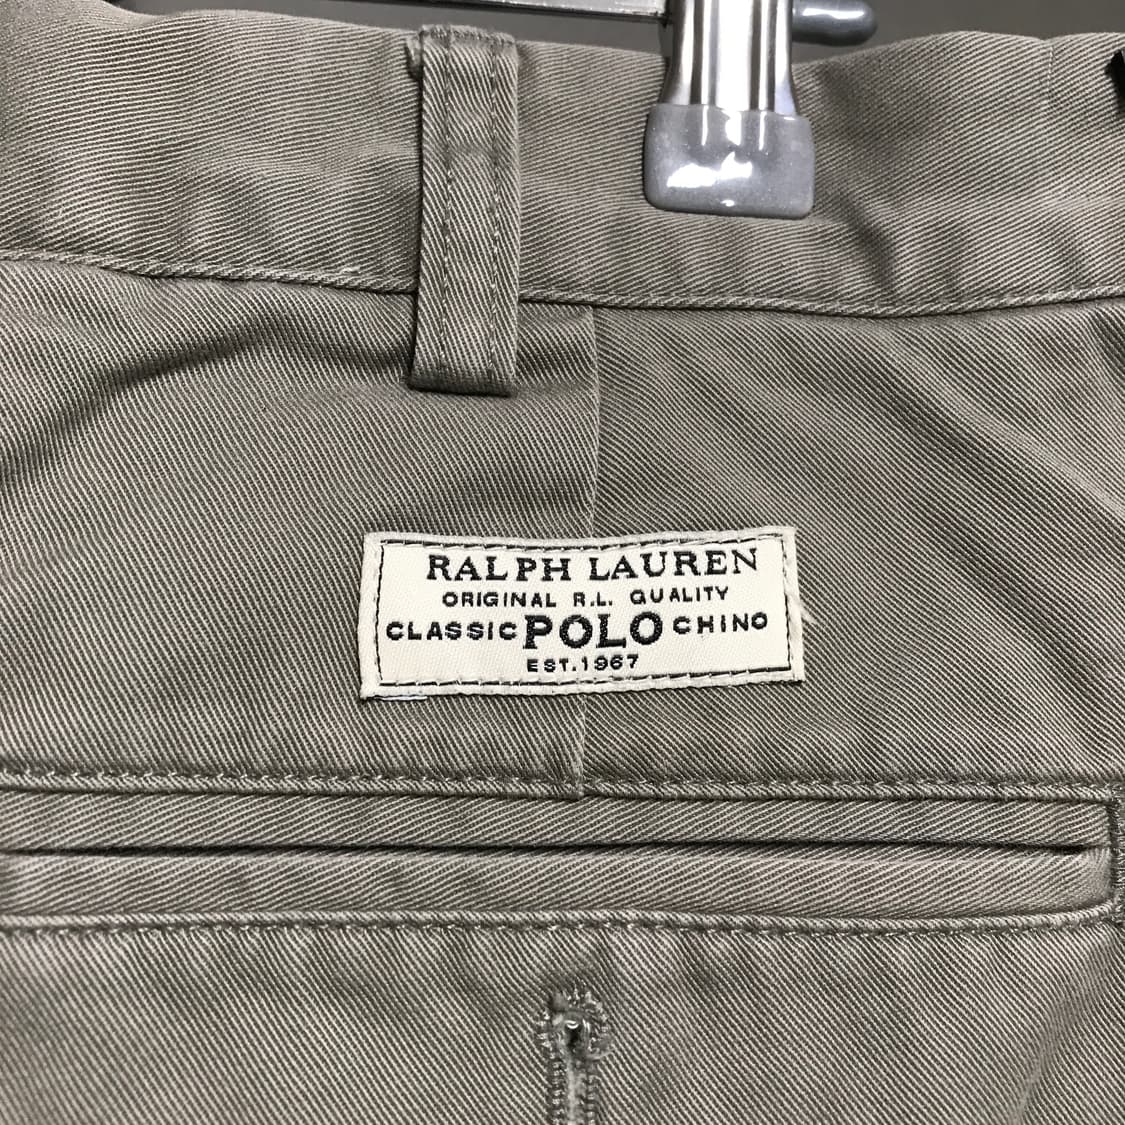 RALPH LAUREN
ORIGINAL R.L. QUALITY
CLASSIC POLO CHINO
EST.1967